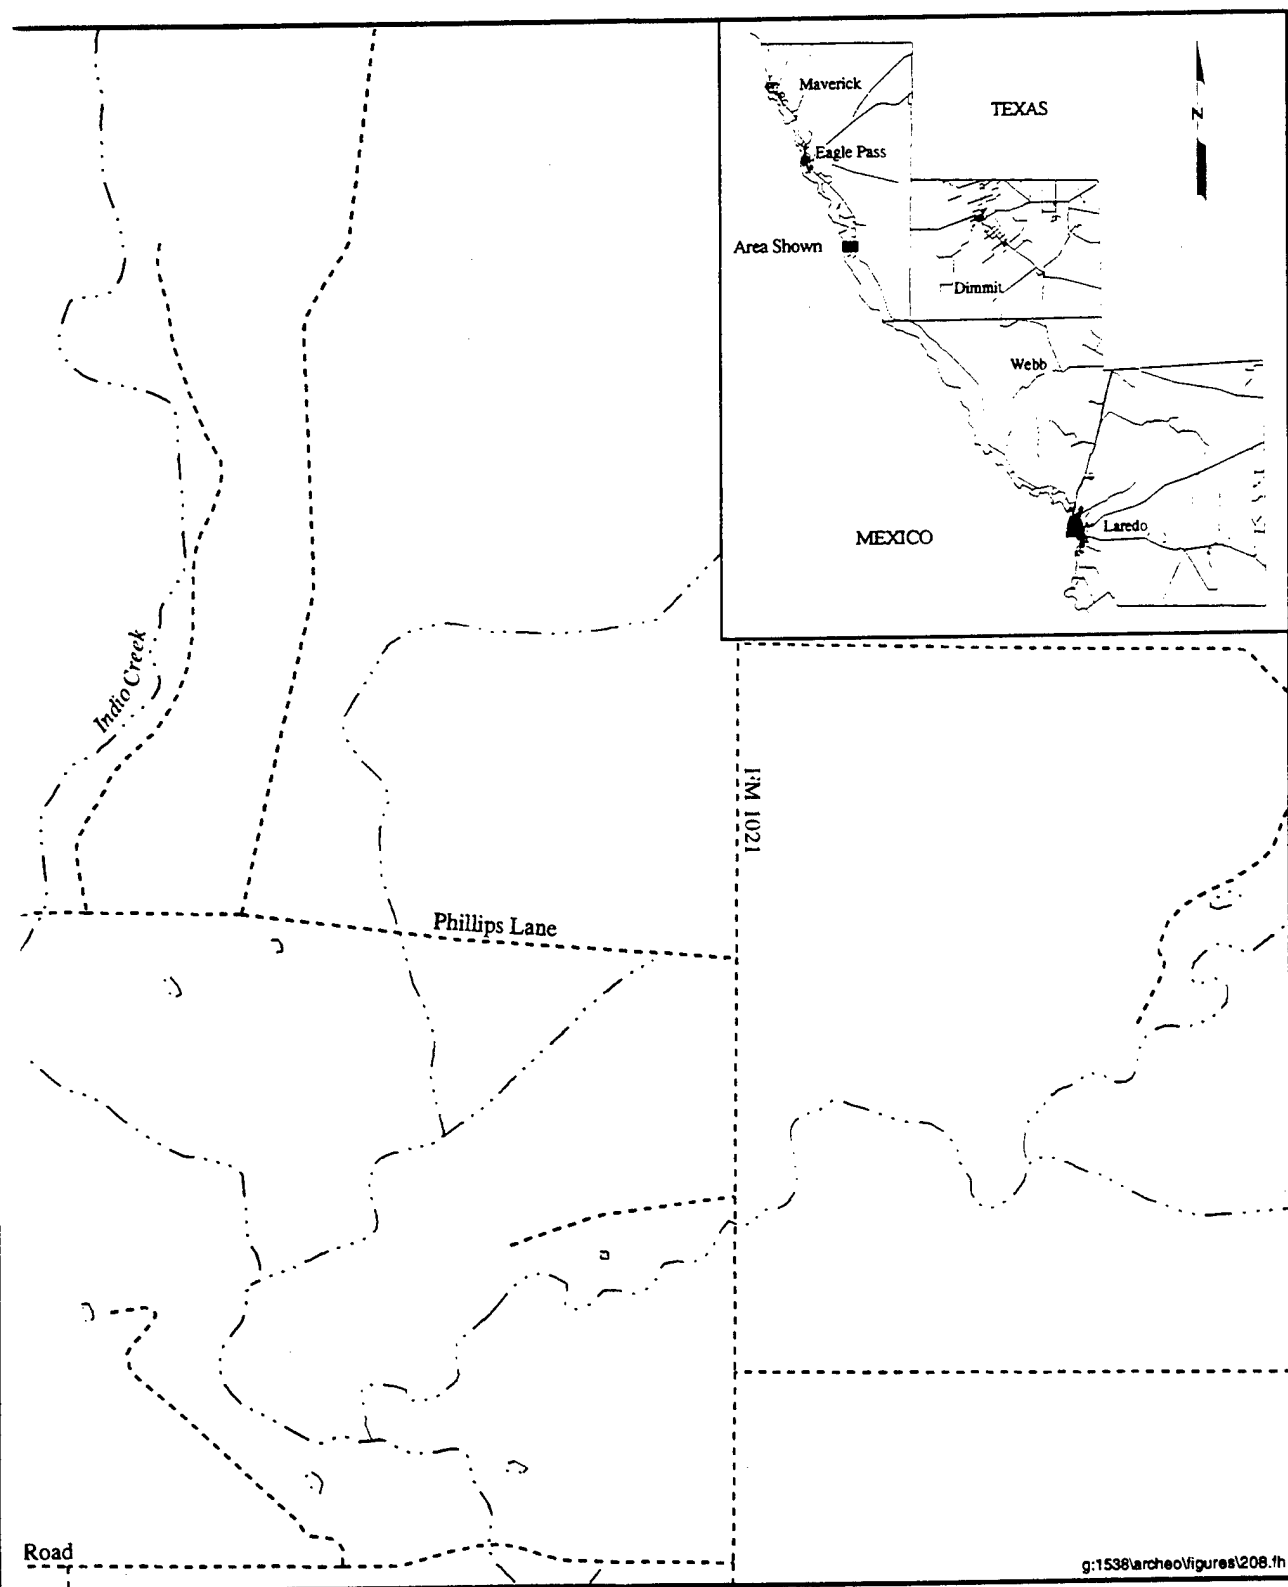 Maverick
TEXAS
N
Eagle Pass
Area Shown
Dimmit
Webb
Laredo
MEXICO
Indio Creek
FM 1021
Phillips Lane
Road
g:1538\archeo\figures\208.fh